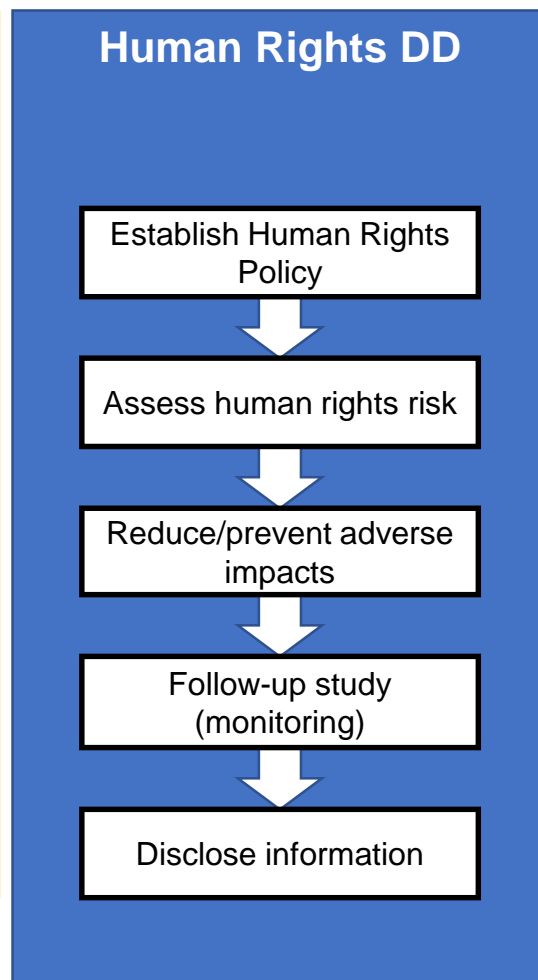 Human Rights DD
Establish Human Rights
Policy
Assess human rights risk
Reduce/prevent adverse
impacts
Follow-up study
(monitoring)
Disclose information